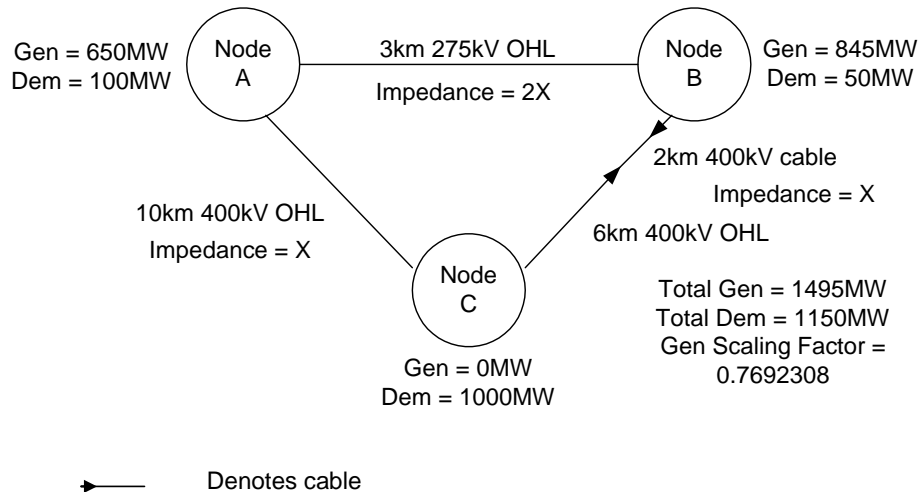 Gen = 650MW
Dem = 100MW
Node
A
3km 275kV OHL
Impedance = 2X
Node
B
Gen = 845MW
Dem = 50MW
2km 400kV cable
Impedance = X
6km 400kV OHL
10km 400kV OHL
Impedance = X
Node
C
Gen = 0MW
Dem = 1000MW
Total Gen = 1495MW
Total Dem = 1150MW
Gen Scaling Factor =
0.7692308
Denotes cable